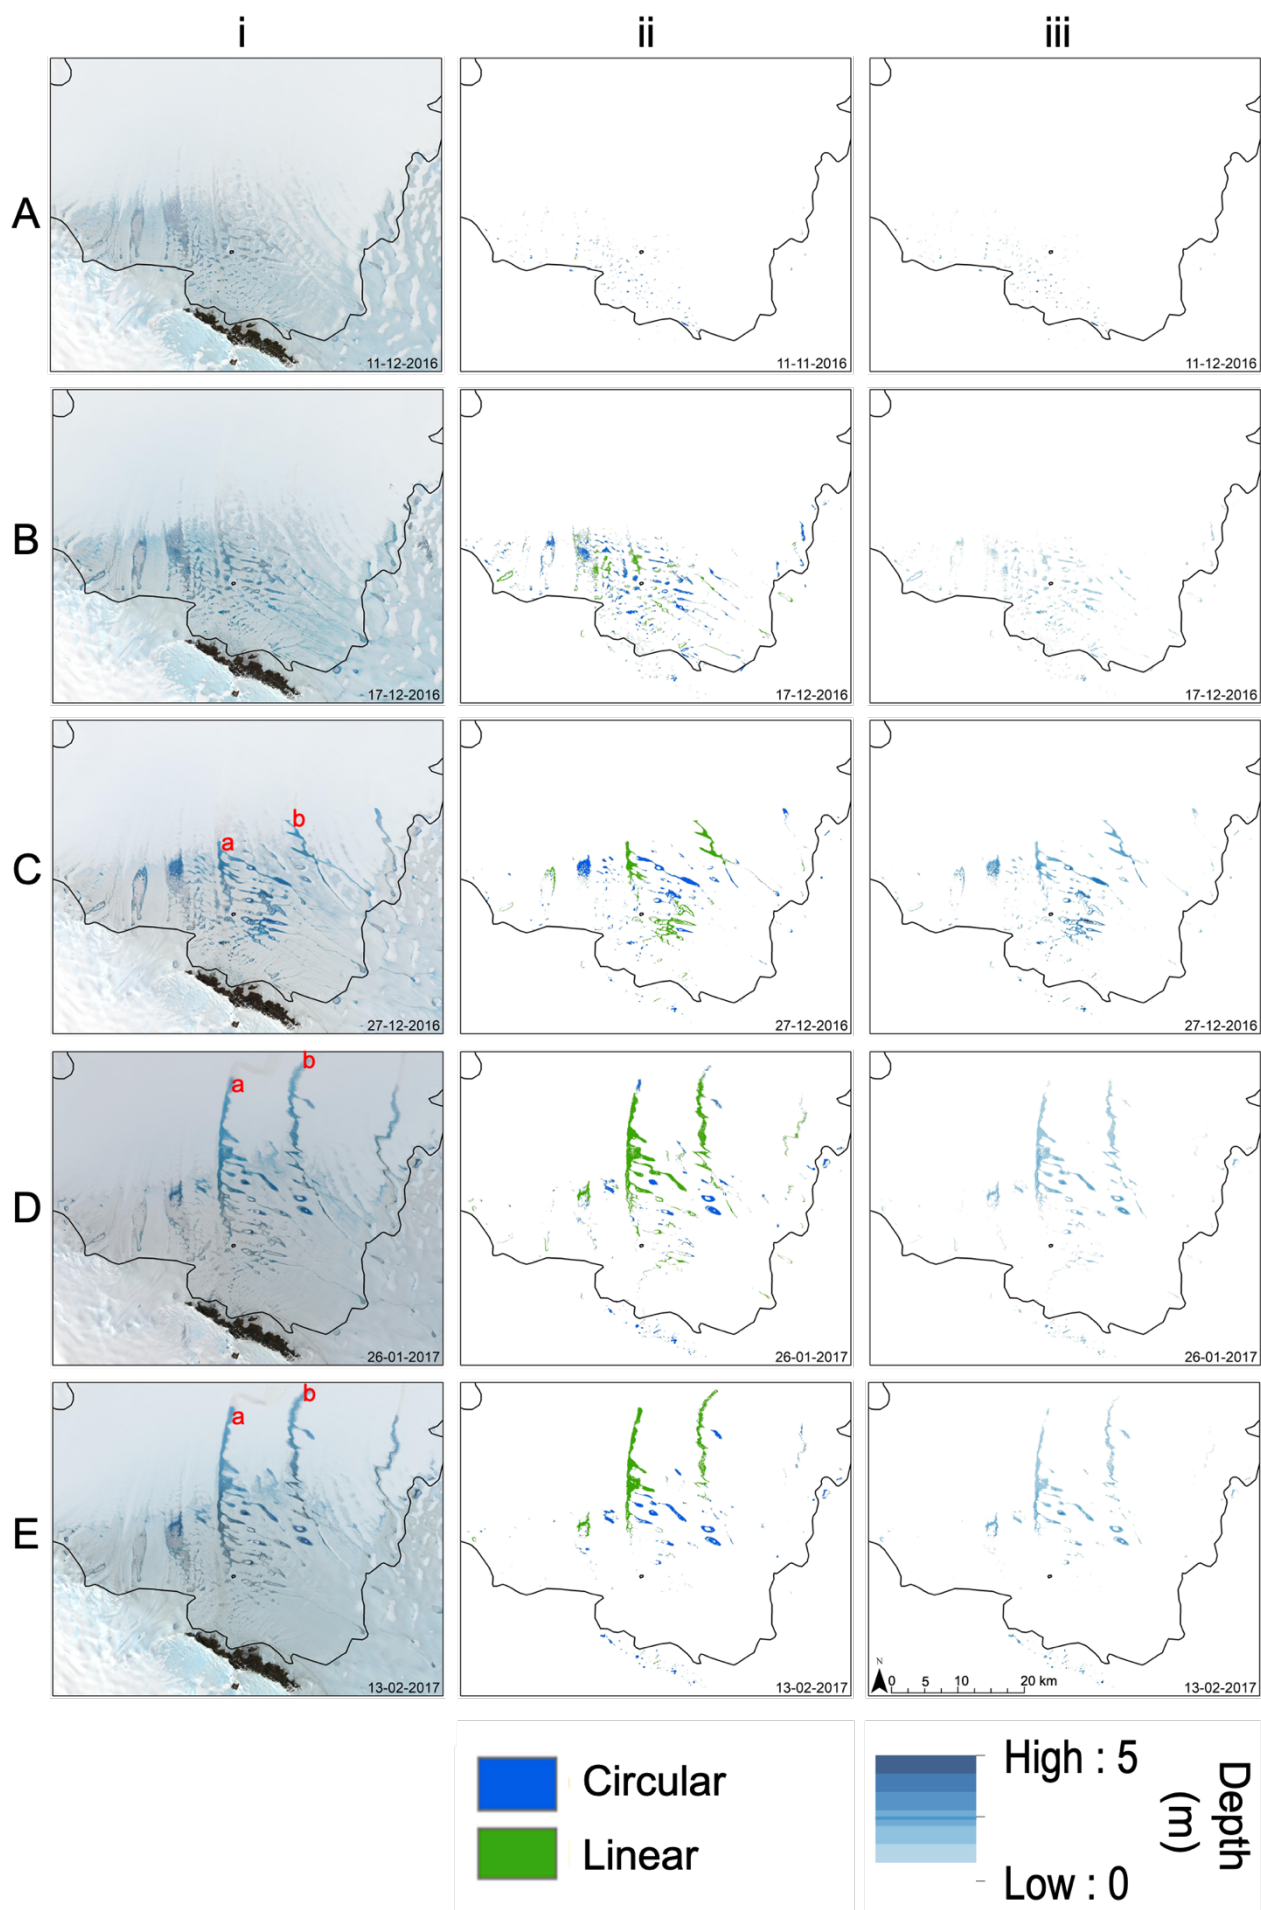 i ii iii
A
11-12-2016 11-11-2016 11-12-2016
B
17-12-2016 17-12-2016 17-12-2016
C
a b
27-12-2016 27-12-2016 27-12-2016
D
a b
26-01-2017 26-01-2017 26-01-2017
E
a b
13-02-2017 13-02-2017 13-02-2017
N
0 5 10 20 km
Circular
Linear
High : 5
Low : 0
Depth
(m)